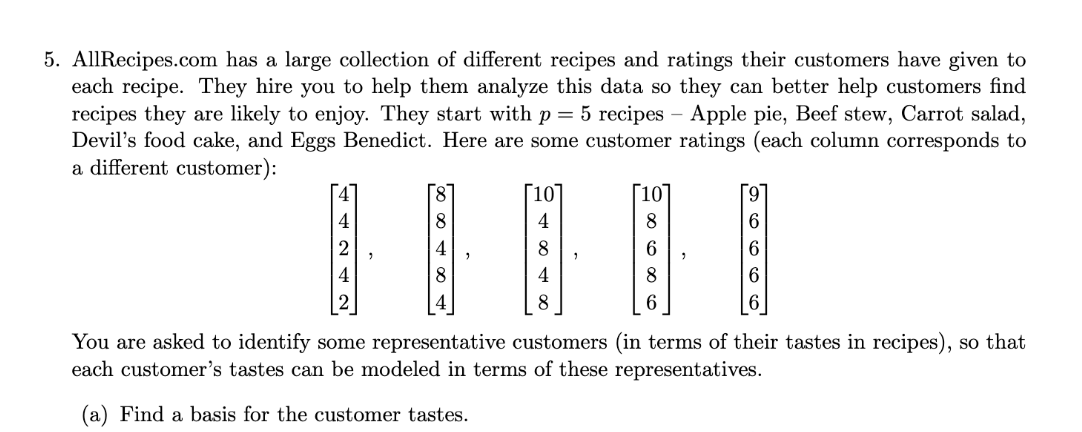 5. AllRecipes.com has a large collection of different recipes and ratings their customers have given to
each recipe. They hire you to help them analyze this data so they can better help customers find
recipes they are likely to enjoy. They start with p = 5 recipes – Apple pie, Beef stew, Carrot salad,
Devil's food cake, and Eggs Benedict. Here are some customer ratings (each column corresponds to
a different customer):
[4] [8] [10] [10] [9]
4 8 4 8 6
2 , 4 , 8 , 6 , 6
4 8 4 8 6
[2] [4] [8] [6] [6]
You are asked to identify some representative customers (in terms of their tastes in recipes), so that
each customer's tastes can be modeled in terms of these representatives.
(a) Find a basis for the customer tastes.